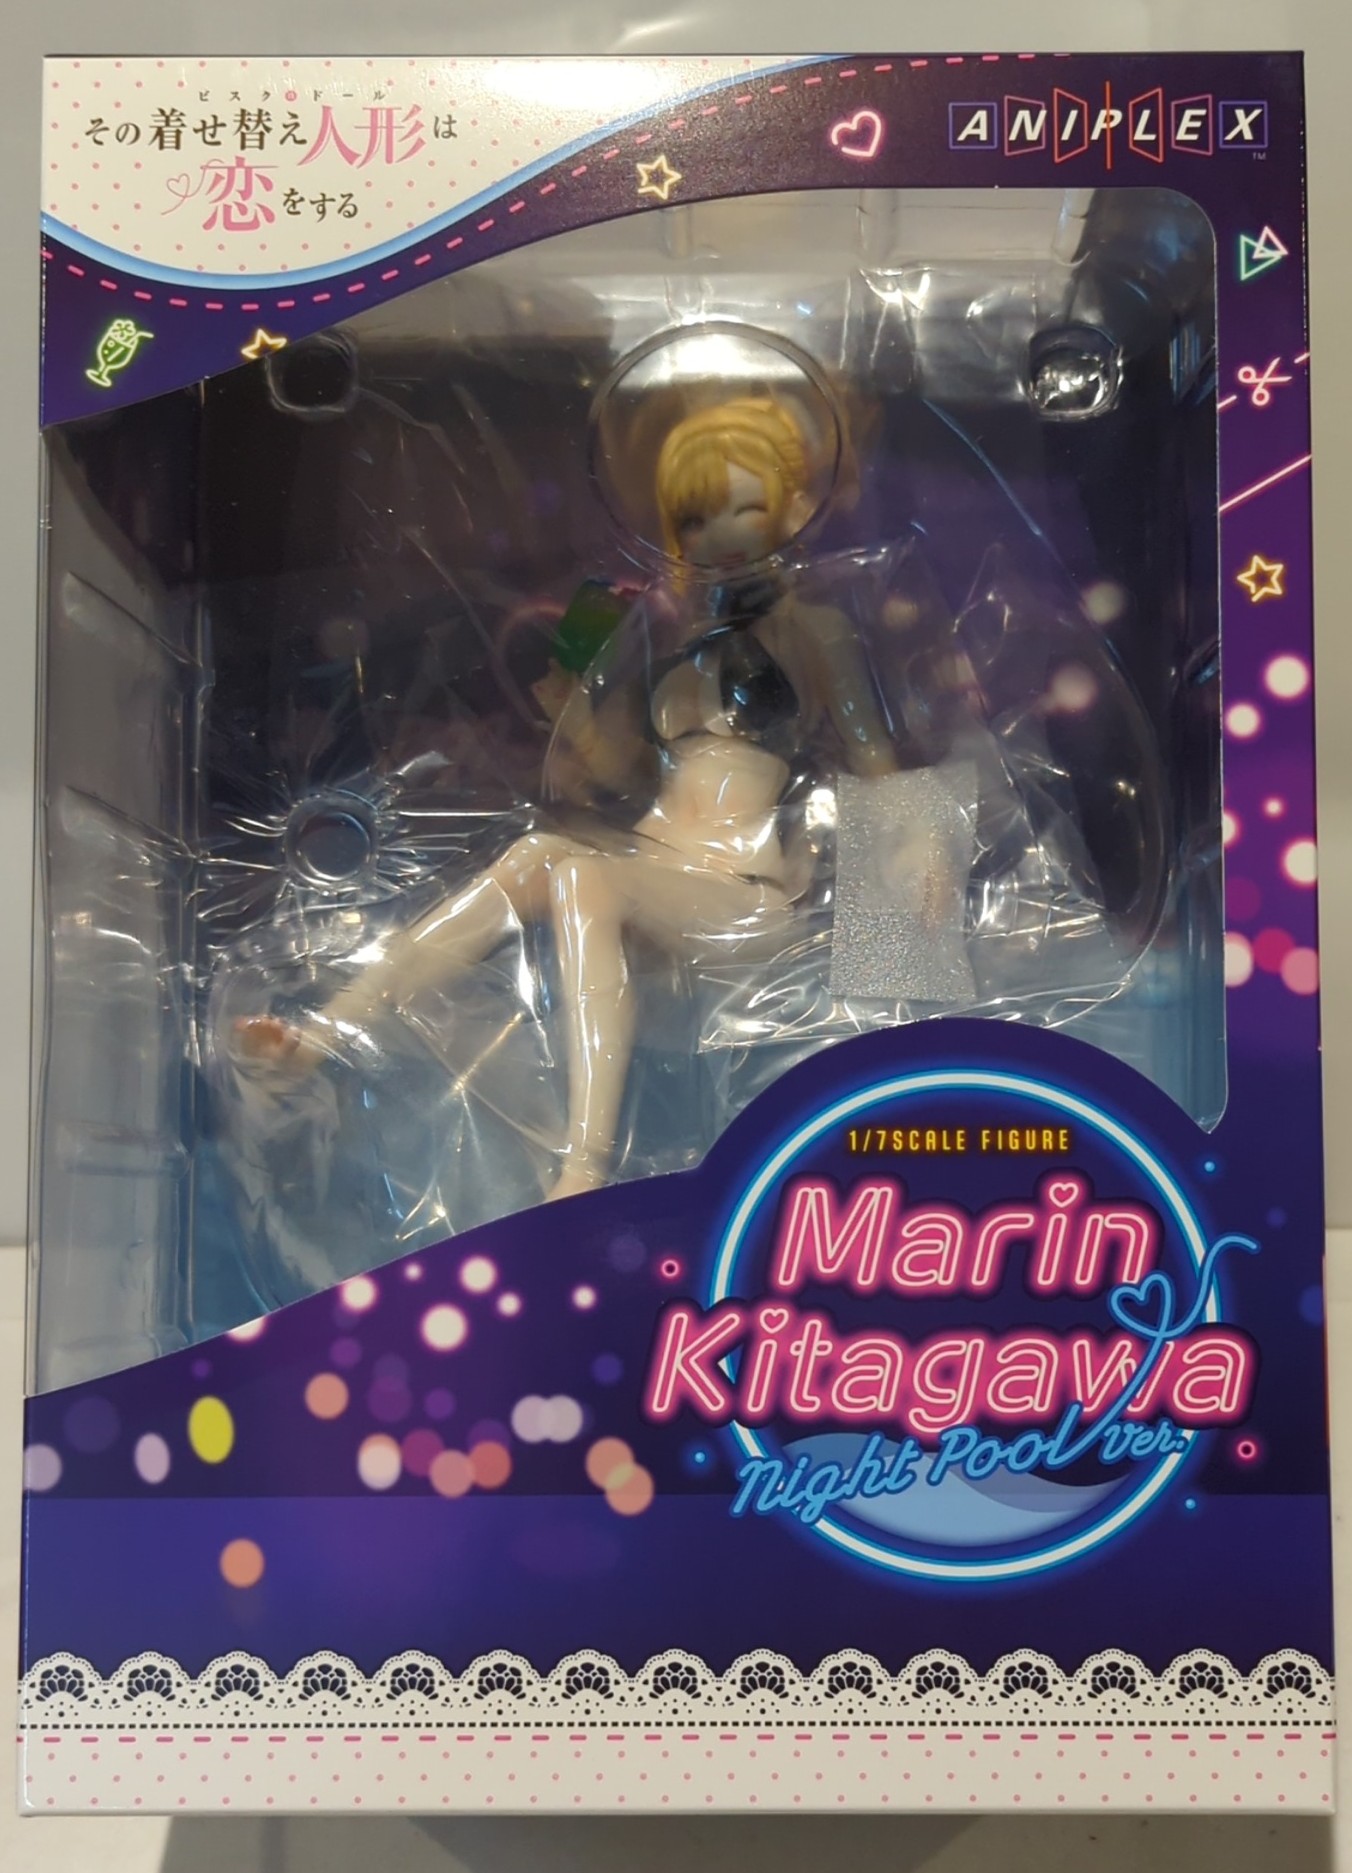 ビスク・ドール
その着せ替え人形は
恋をする
ANIPLEX
TM
1/7SCALE FIGURE
Marin
Kitagawa
Night Pool Ver.